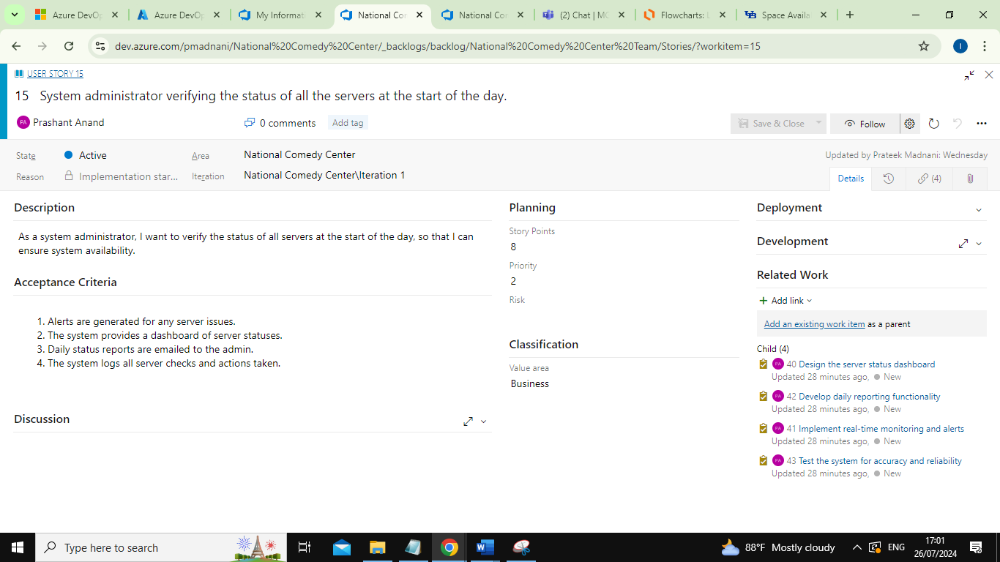 Azure DevOp
Azure DevOp
My Informati
National Cor
National Cor
(2) Chat | MC
Flowcharts: L
Space Availa
dev.azure.com/pmadnani/National%20Comedy%20Center/_backlogs/backlog/National%20Comedy%20Center%20Team/Stories/?workitem=15
I
USER STORY 15
15 System administrator verifying the status of all the servers at the start of the day.
PA Prashant Anand
0 comments
Add tag
Save & Close
Follow
State
Active
Area
National Comedy Center
Updated by Prateek Madnani: Wednesday
Reason
Implementation star...
Iteration
National Comedy Center\Iteration 1
Details
(4)
Description
As a system administrator, I want to verify the status of all servers at the start of the day, so that I can
ensure system availability.
Acceptance Criteria
1. Alerts are generated for any server issues.
2. The system provides a dashboard of server statuses.
3. Daily status reports are emailed to the admin.
4. The system logs all server checks and actions taken.
Discussion
Planning
Story Points
8
Priority
2
Risk
Classification
Value area
Business
Deployment
Development
Related Work
Add link
Add an existing work item as a parent
Child (4)
PA 40 Design the server status dashboard
Updated 28 minutes ago, New
PA 42 Develop daily reporting functionality
Updated 28 minutes ago, New
PA 41 Implement real-time monitoring and alerts
Updated 28 minutes ago, New
PA 43 Test the system for accuracy and reliability
Updated 28 minutes ago, New
Type here to search
88°F Mostly cloudy
ENG
17:01
26/07/2024